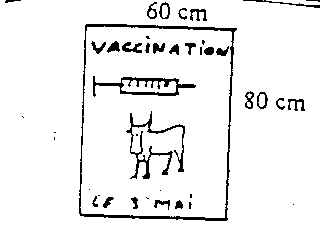 60 cm
VACCINATION
80 cm
LE 3 MAI